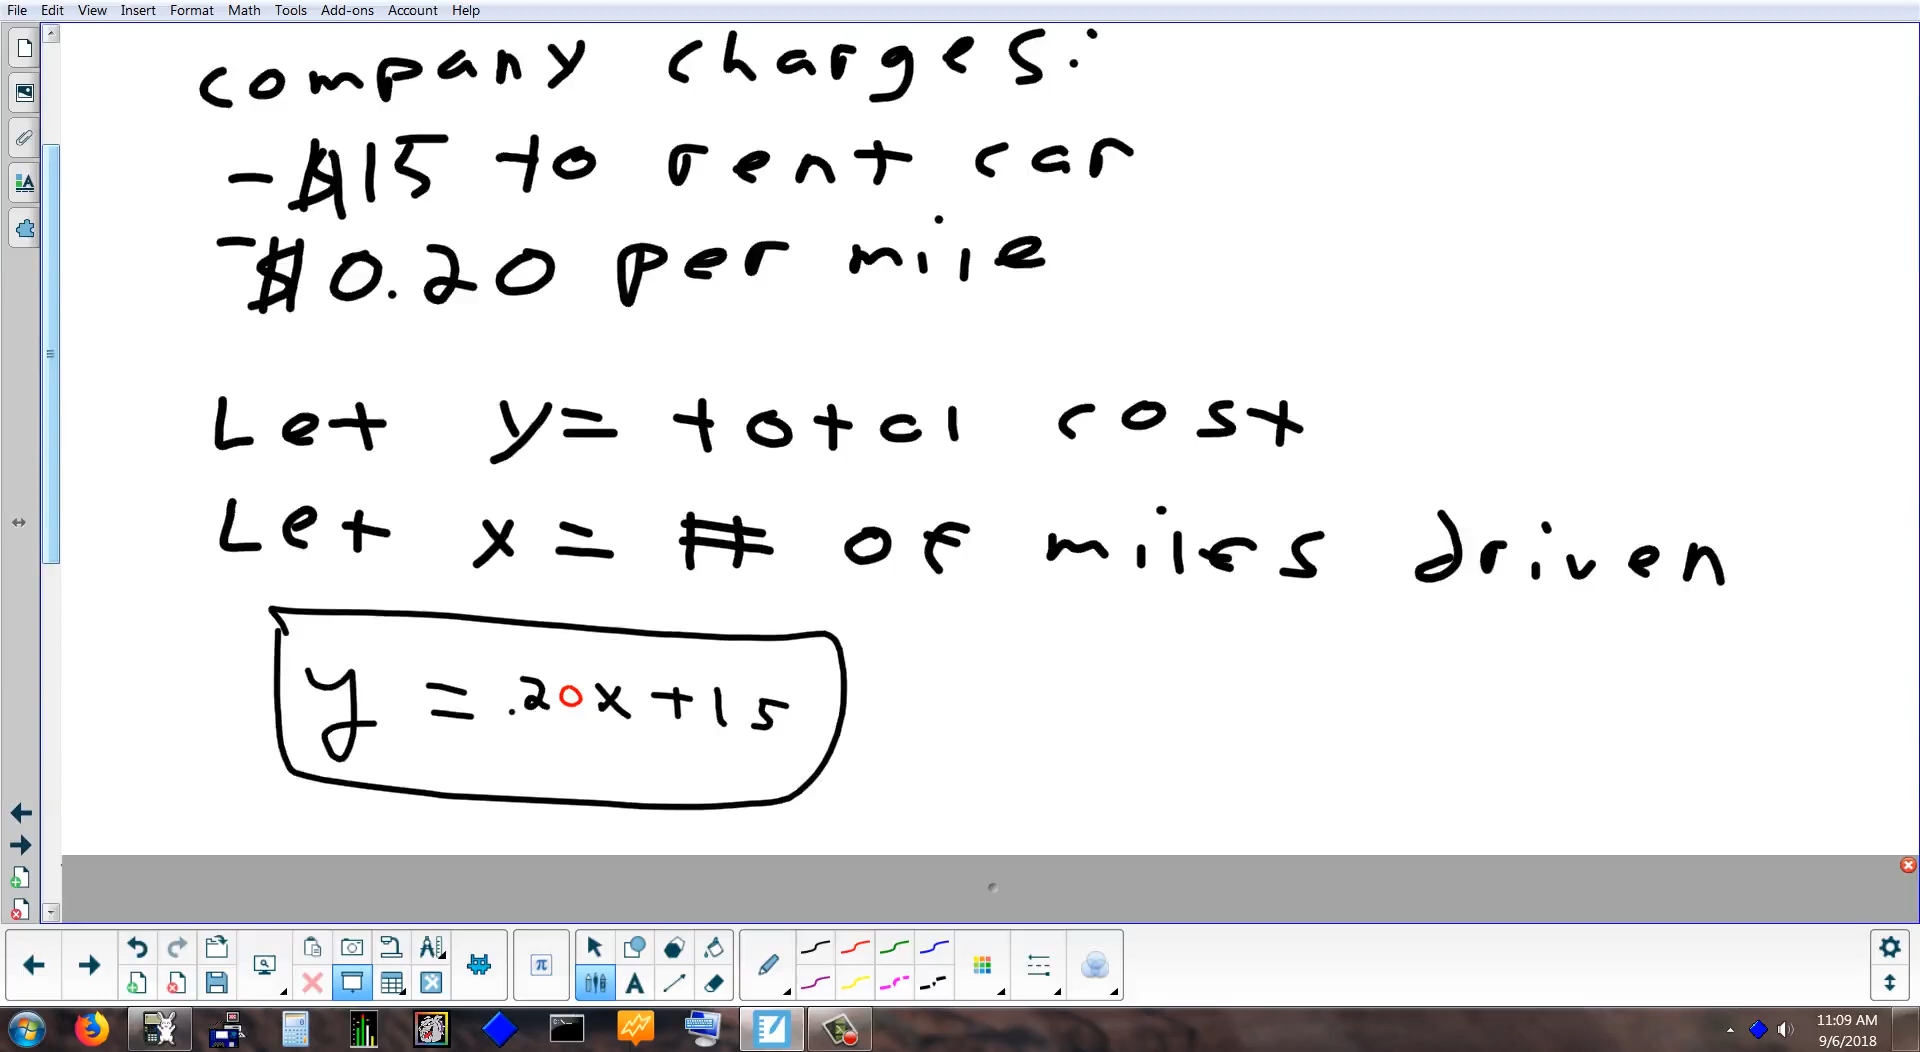 File Edit View Insert Format Math Tools Add-ons Account Help
company charges:
-$15 to rent car
-$0.20 per mile
Let y= total cost
Let x= # of miles driven
y = .20x+15
π
A
11:09 AM
9/6/2018